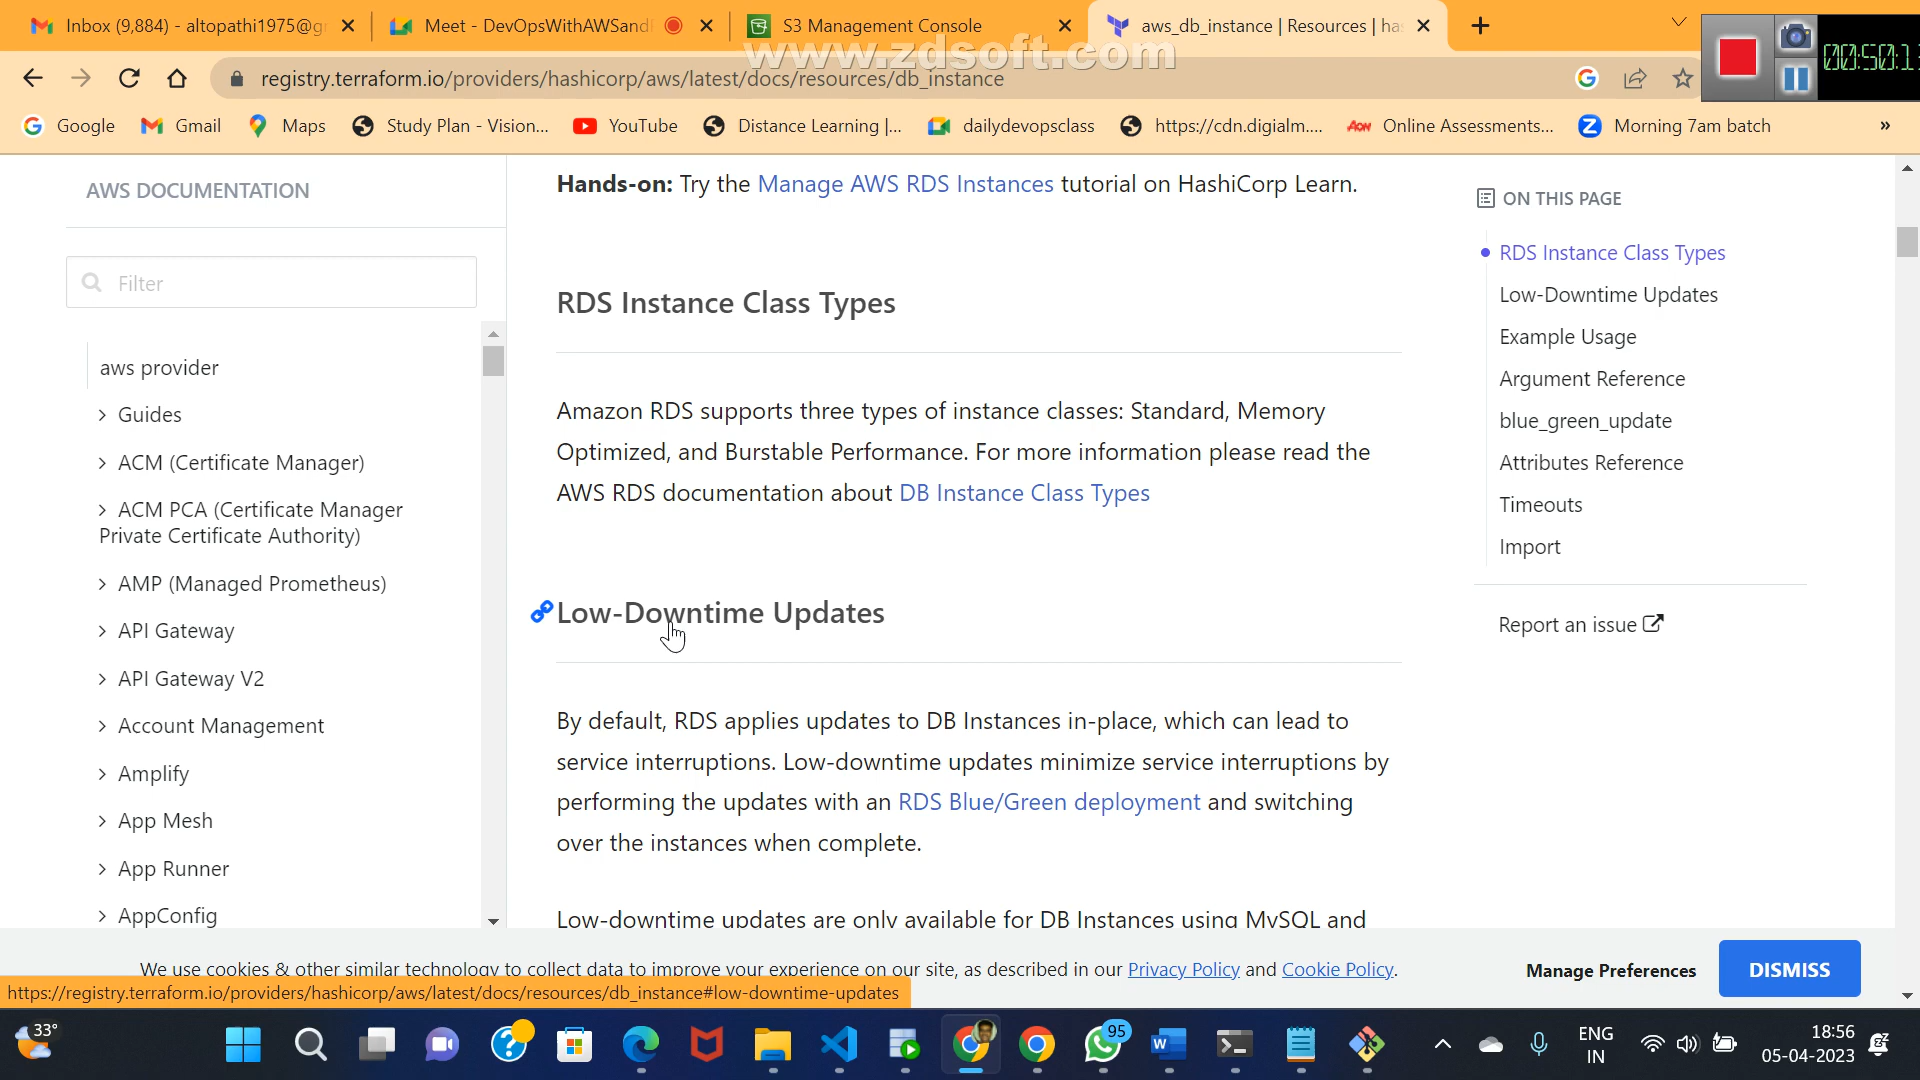 Inbox (9,884) - altopathi1975@g
Meet - DevOpsWithAWSand
S3 Management Console
aws_db_instance | Resources | has
www.zdsoft.com
registry.terraform.io/providers/hashicorp/aws/latest/docs/resources/db_instance
Google
Gmail
Maps
Study Plan - Vision...
YouTube
Distance Learning |...
dailydevopsclass
https://cdn.digialm....
AON
Online Assessments...
Morning 7am batch
»
AWS DOCUMENTATION
Filter
aws provider
Guides
ACM (Certificate Manager)
ACM PCA (Certificate Manager
Private Certificate Authority)
AMP (Managed Prometheus)
API Gateway
API Gateway V2
Account Management
Amplify
App Mesh
App Runner
AppConfig
Hands-on: Try the Manage AWS RDS Instances tutorial on HashiCorp Learn.
RDS Instance Class Types
Amazon RDS supports three types of instance classes: Standard, Memory
Optimized, and Burstable Performance. For more information please read the
AWS RDS documentation about DB Instance Class Types
Low-Downtime Updates
By default, RDS applies updates to DB Instances in-place, which can lead to
service interruptions. Low-downtime updates minimize service interruptions by
performing the updates with an RDS Blue/Green deployment and switching
over the instances when complete.
Low-downtime updates are only available for DB Instances using MySQL and
ON THIS PAGE
RDS Instance Class Types
Low-Downtime Updates
Example Usage
Argument Reference
blue_green_update
Attributes Reference
Timeouts
Import
Report an issue
We use cookies & other similar technology to collect data to improve your experience on our site, as described in our Privacy Policy and Cookie Policy.
Manage Preferences
DISMISS
https://registry.terraform.io/providers/hashicorp/aws/latest/docs/resources/db_instance#low-downtime-updates
33°
95
ENG
IN
18:56
05-04-2023